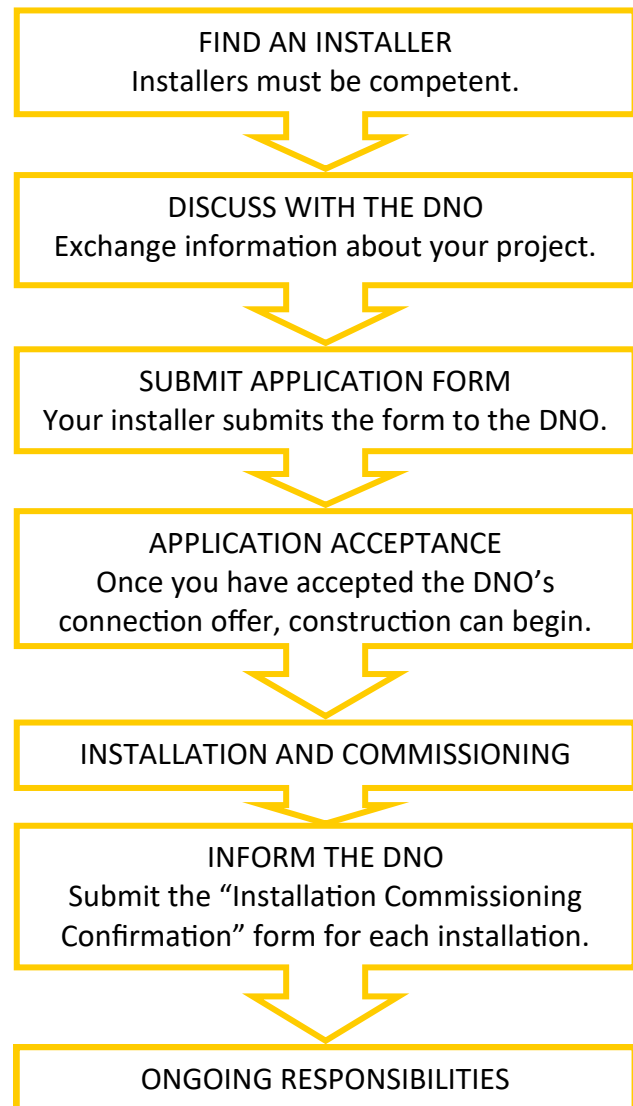 FIND AN INSTALLER
Installers must be competent.
DISCUSS WITH THE DNO
Exchange information about your project.
SUBMIT APPLICATION FORM
Your installer submits the form to the DNO.
APPLICATION ACCEPTANCE
Once you have accepted the DNO’s
connection offer, construction can begin.
INSTALLATION AND COMMISSIONING
INFORM THE DNO
Submit the “Installation Commissioning
Confirmation” form for each installation.
ONGOING RESPONSIBILITIES